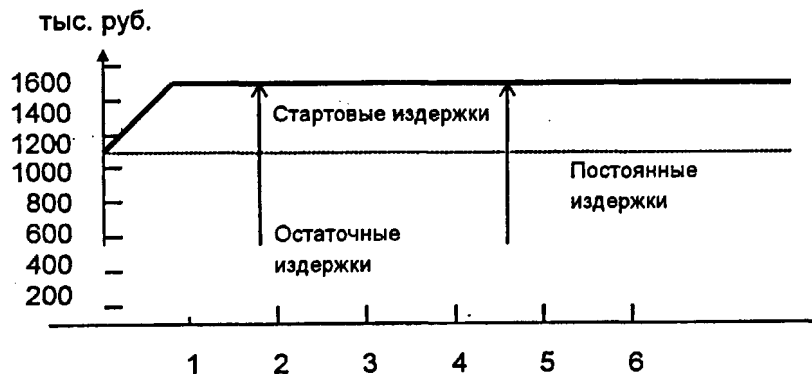 тыс. руб.
1600
1400
1200
1000
800
600
400
200
Стартовые издержки
Постоянные
издержки
Остаточные
издержки
1 2 3 4 5 6